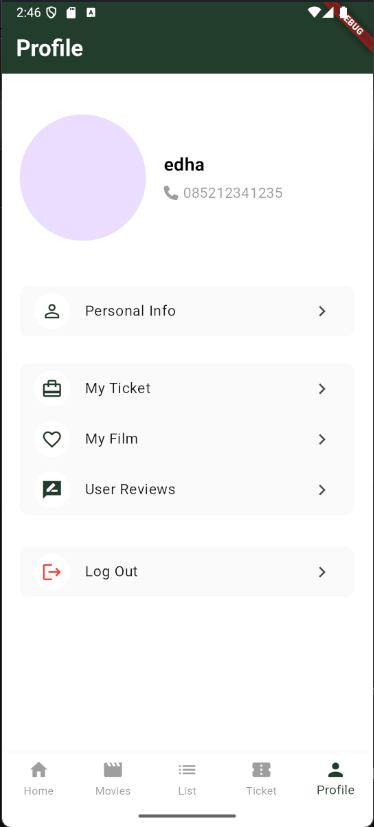 2:46
DEBUG
Profile
edha
085212341235
Personal Info
My Ticket
My Film
User Reviews
Log Out
Home Movies List Ticket Profile